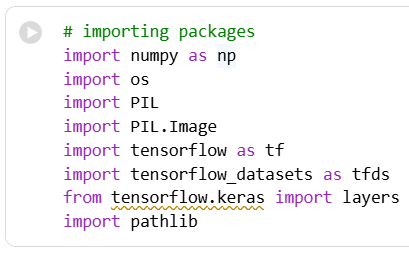 # importing packages
import numpy as np
import os
import PIL
import PIL.Image
import tensorflow as tf
import tensorflow_datasets as tfds
from tensorflow.keras import layers
import pathlib